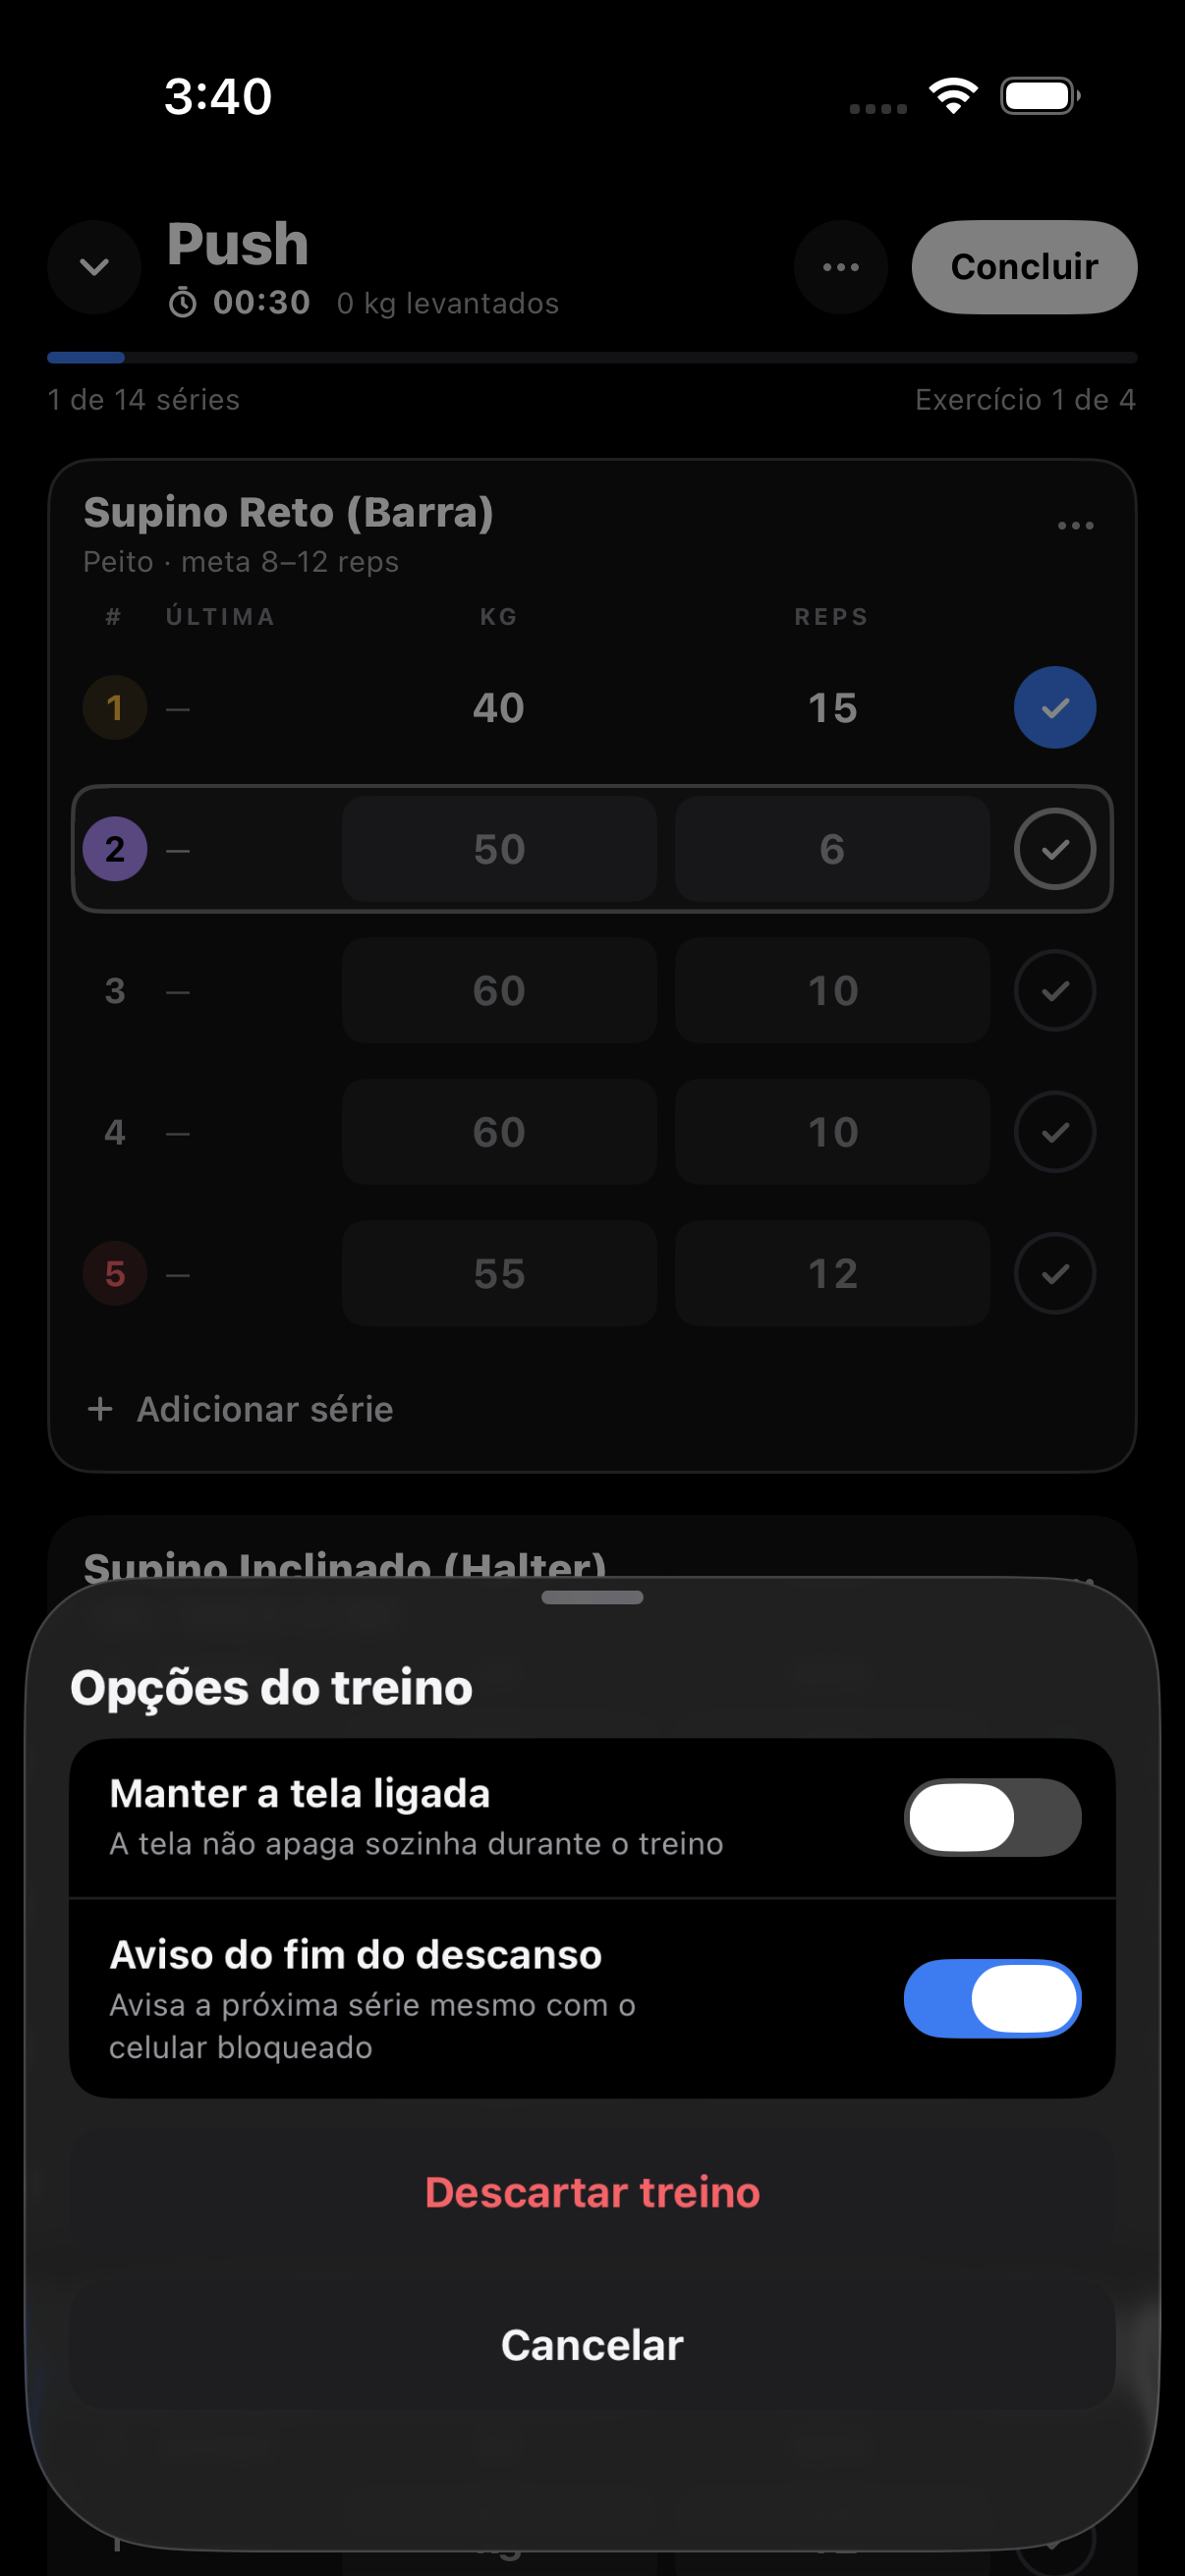 3:40
Push
Concluir
00:30 0 kg levantados
1 de 14 séries
Exercício 1 de 4
Supino Reto (Barra)
Peito · meta 8–12 reps
# ÚLTIMA KG REPS
1 — 40 15
2 — 50 6
3 — 60 10
4 — 60 10
5 — 55 12
+ Adicionar série
Supino Inclinado (Halter)
Opções do treino
Manter a tela ligada
A tela não apaga sozinha durante o treino
Aviso do fim do descanso
Avisa a próxima série mesmo com o
celular bloqueado
Descartar treino
Cancelar